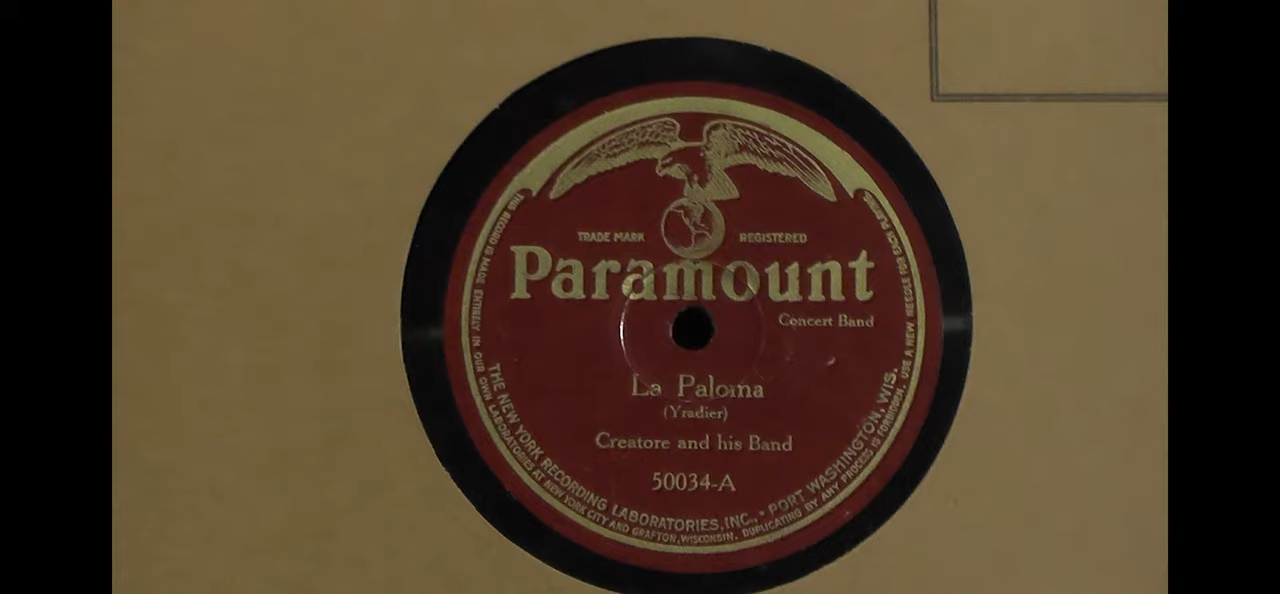 TRADE MARK REGISTERED
Paramount
Concert Band
La Paloma
(Yradier)
Creatore and his Band
50034-A
THE NEW YORK RECORDING LABORATORIES, INC., PORT WASHINGTON, WIS.
THIS RECORD IS MADE ENTIRELY IN OUR OWN LABORATORIES AT NEW YORK CITY AND GRAFTON, WISCONSIN. DUPLICATING BY ANY PROCESS IS FORBIDDEN. USE A NEW NEEDLE FOR EACH PLAYING